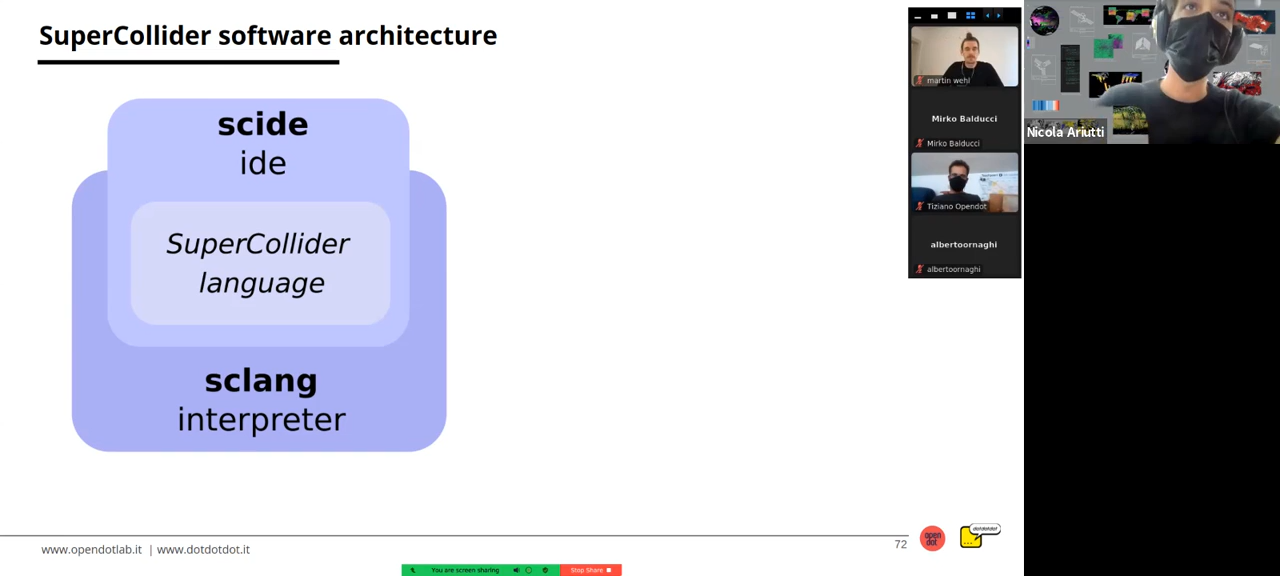 SuperCollider software architecture
scide
ide
SuperCollider
language
sclang
interpreter
www.opendotlab.it | www.dotdotdot.it
72
open
dot
dotdotdot
You are screen sharing
Stop Share
martin wehl
Mirko Balducci
Mirko Balducci
Tiziano Opendot
albertoornaghi
albertoornaghi
Nicola Ariutti